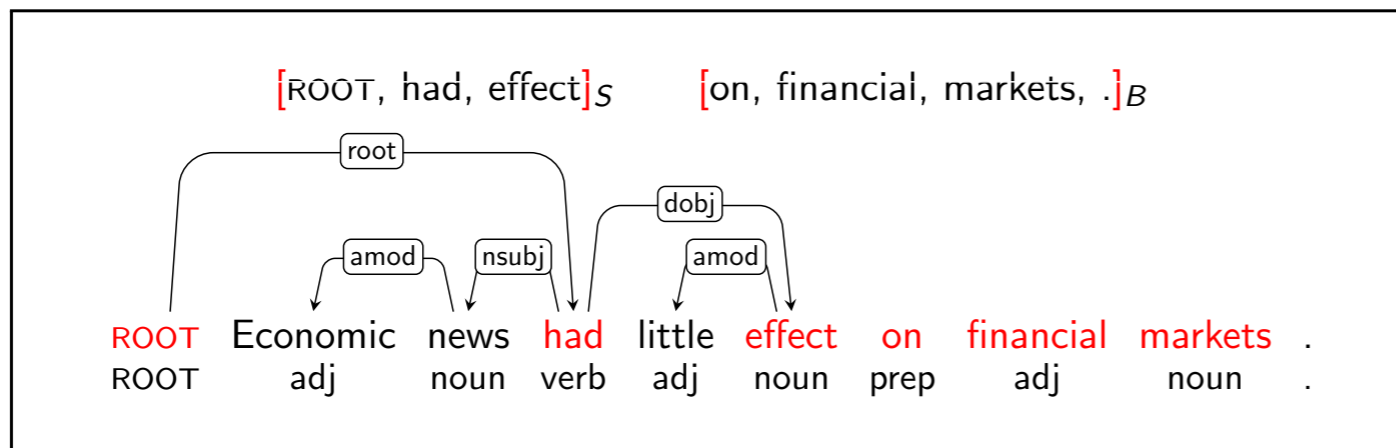 [ROOT, had, effect]S [on, financial, markets, .]B
root
dobj
amod nsubj amod
ROOT Economic news had little effect on financial markets .
ROOT adj noun verb adj noun prep adj noun .